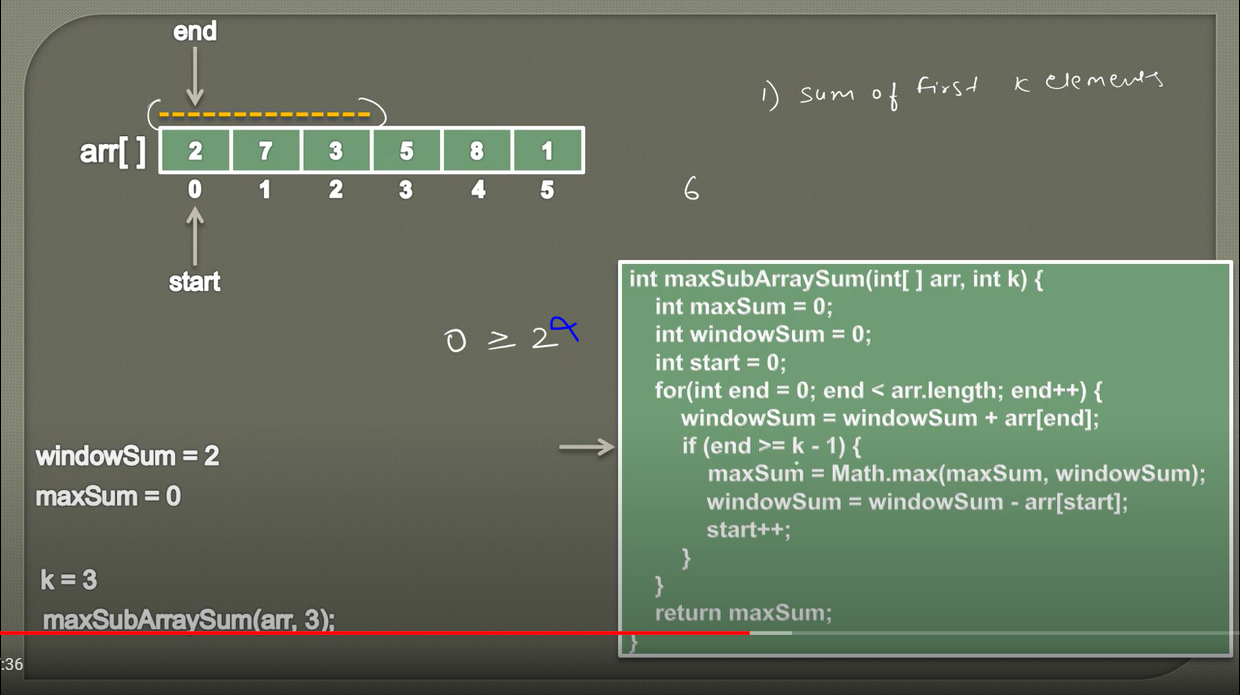 end
1) sum of first k elements
arr[ ] 2 7 3 5 8 1
0 1 2 3 4 5
6
start
int maxSubArraySum(int[ ] arr, int k) {
int maxSum = 0;
int windowSum = 0;
int start = 0;
for(int end = 0; end < arr.length; end++) {
windowSum = windowSum + arr[end];
if (end >= k - 1) {
maxSum = Math.max(maxSum, windowSum);
windowSum = windowSum - arr[start];
start++;
}
}
return maxSum;
}
0 ≥ 2
windowSum = 2
maxSum = 0
k = 3
maxSubArraySum(arr, 3);
:36